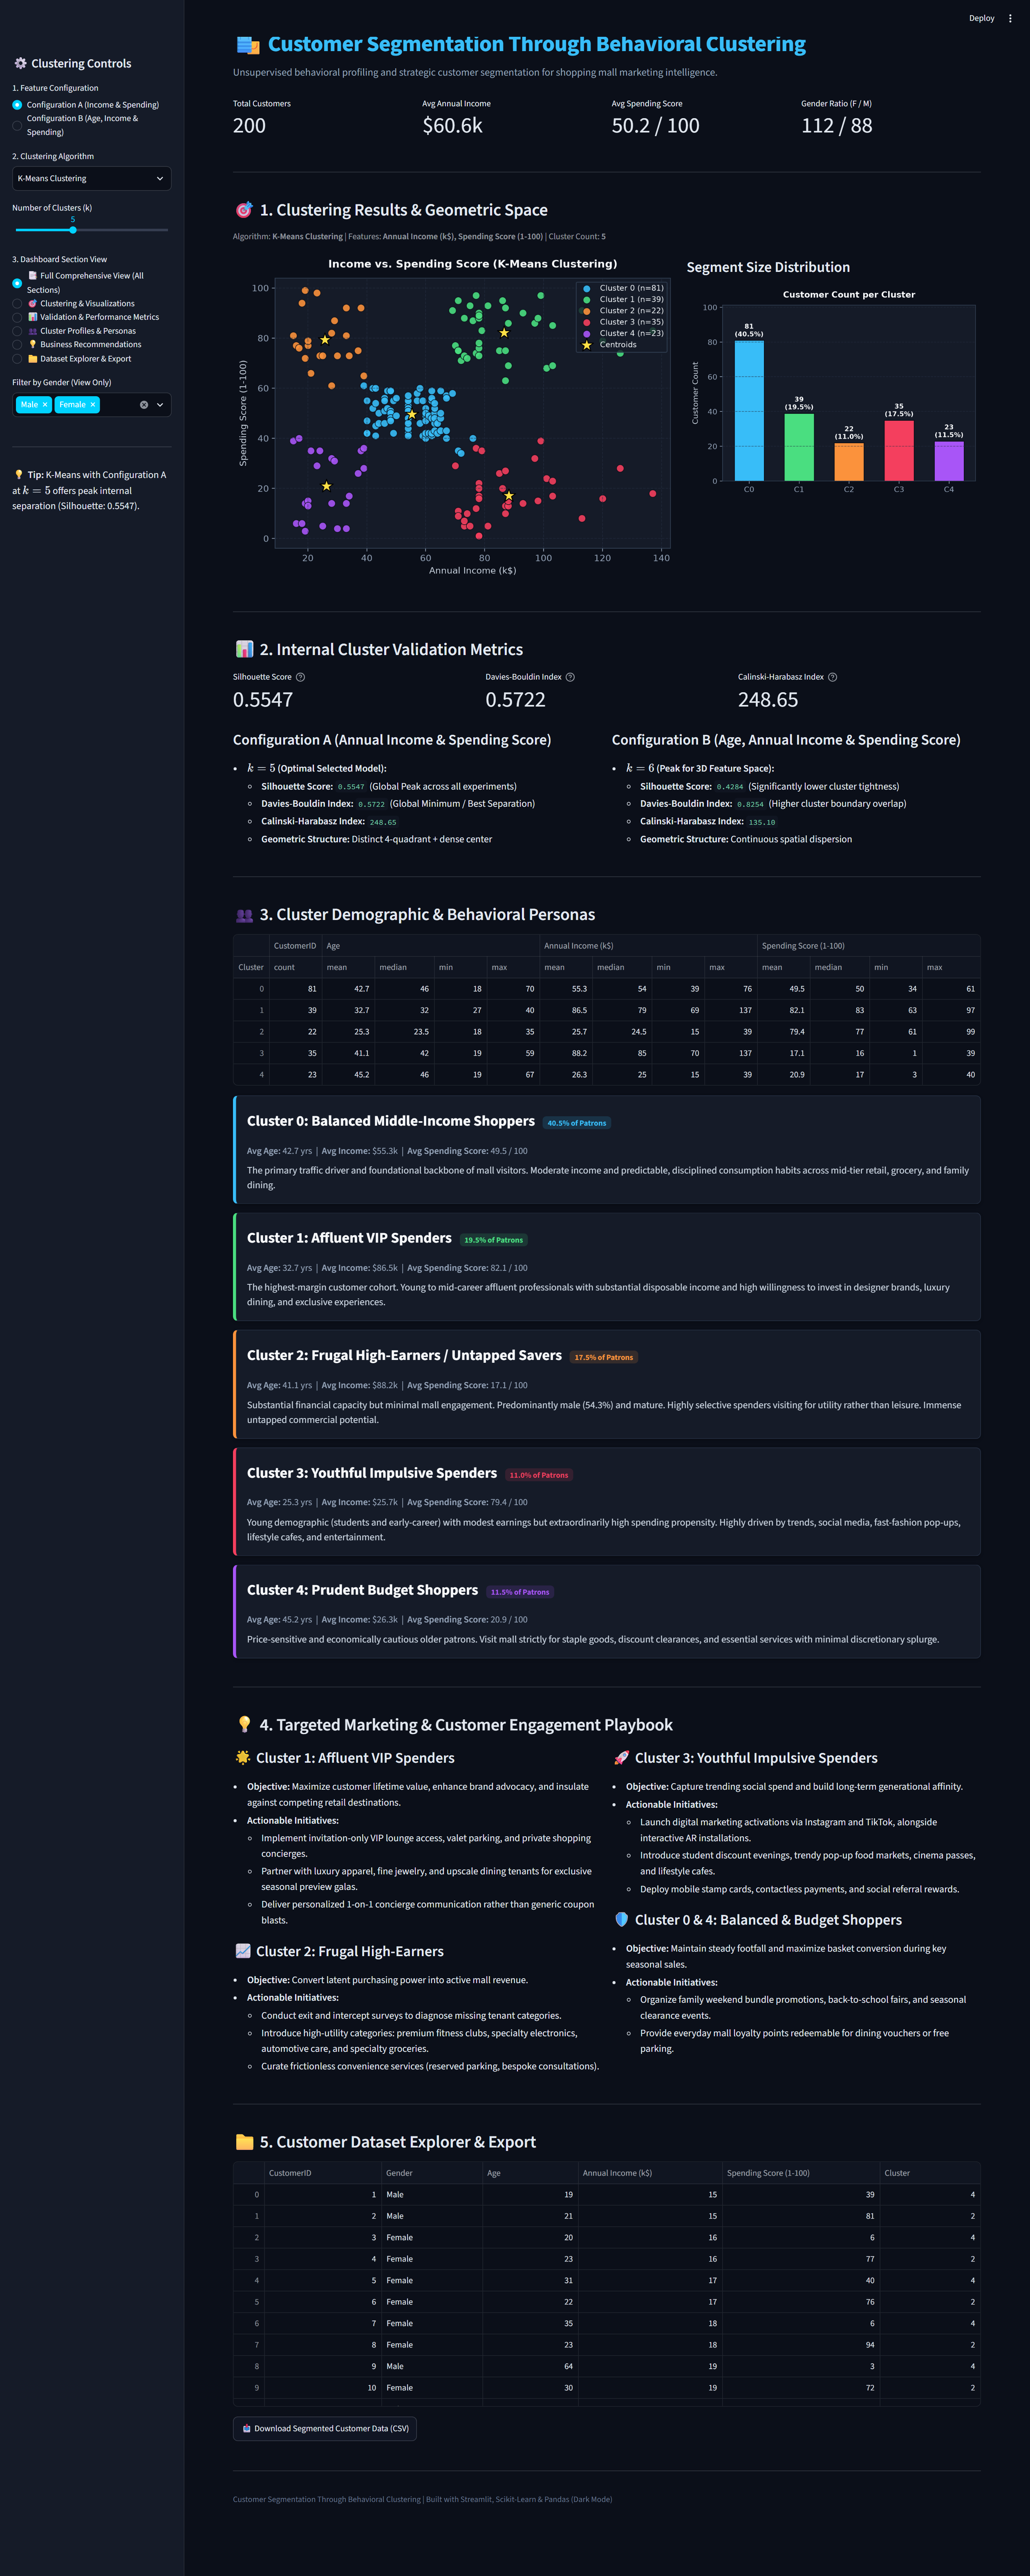 Deploy
Clustering Controls
1. Feature Configuration
Configuration A (Income & Spending)
Configuration B (Age, Income &
Spending)
2. Clustering Algorithm
K-Means Clustering
Number of Clusters (k)
5
3. Dashboard Section View
Full Comprehensive View (All
Sections)
Clustering & Visualizations
Validation & Performance Metrics
Cluster Profiles & Personas
Business Recommendations
Dataset Explorer & Export
Filter by Gender (View Only)
Male × Female ×
Tip: K-Means with Configuration A
at k = 5 offers peak internal
separation (Silhouette: 0.5547).
Customer Segmentation Through Behavioral Clustering
Unsupervised behavioral profiling and strategic customer segmentation for shopping mall marketing intelligence.
Total Customers Avg Annual Income Avg Spending Score Gender Ratio (F / M)
200 $60.6k 50.2 / 100 112 / 88
1. Clustering Results & Geometric Space
Algorithm: K-Means Clustering | Features: Annual Income (k$), Spending Score (1-100) | Cluster Count: 5
Income vs. Spending Score (K-Means Clustering)
Cluster 0 (n=81)
Cluster 1 (n=39)
Cluster 2 (n=22)
Cluster 3 (n=35)
Cluster 4 (n=23)
Centroids
100
80
60
40
20
0
Spending Score (1-100)
20 40 60 80 100 120 140
Annual Income (k$)
Segment Size Distribution
Customer Count per Cluster
100
80
60
40
20
0
Customer Count
81
(40.5%)
39
(19.5%)
22
(11.0%)
35
(17.5%)
23
(11.5%)
C0 C1 C2 C3 C4
2. Internal Cluster Validation Metrics
Silhouette Score Davies-Bouldin Index Calinski-Harabasz Index
0.5547 0.5722 248.65
Configuration A (Annual Income & Spending Score)
• k = 5 (Optimal Selected Model):
Silhouette Score: 0.5547 (Global Peak across all experiments)
Davies-Bouldin Index: 0.5722 (Global Minimum / Best Separation)
Calinski-Harabasz Index: 248.65
Geometric Structure: Distinct 4-quadrant + dense center
Configuration B (Age, Annual Income & Spending Score)
• k = 6 (Peak for 3D Feature Space):
Silhouette Score: 0.4284 (Significantly lower cluster tightness)
Davies-Bouldin Index: 0.8254 (Higher cluster boundary overlap)
Calinski-Harabasz Index: 135.10
Geometric Structure: Continuous spatial dispersion
3. Cluster Demographic & Behavioral Personas
CustomerID Age Annual Income (k$) Spending Score (1-100)
Cluster count mean median min max mean median min max mean median min max
0 81 42.7 46 18 70 55.3 54 39 76 49.5 50 34 61
1 39 32.7 32 27 40 86.5 79 69 137 82.1 83 63 97
2 22 25.3 23.5 18 35 25.7 24.5 15 39 79.4 77 61 99
3 35 41.1 42 19 59 88.2 85 70 137 17.1 16 1 39
4 23 45.2 46 19 67 26.3 25 15 39 20.9 17 3 40
Cluster 0: Balanced Middle-Income Shoppers 40.5% of Patrons
Avg Age: 42.7 yrs | Avg Income: $55.3k | Avg Spending Score: 49.5 / 100
The primary traffic driver and foundational backbone of mall visitors. Moderate income and predictable, disciplined consumption habits across mid-tier retail, grocery, and family
dining.
Cluster 1: Affluent VIP Spenders 19.5% of Patrons
Avg Age: 32.7 yrs | Avg Income: $86.5k | Avg Spending Score: 82.1 / 100
The highest-margin customer cohort. Young to mid-career affluent professionals with substantial disposable income and high willingness to invest in designer brands, luxury
dining, and exclusive experiences.
Cluster 2: Frugal High-Earners / Untapped Savers 17.5% of Patrons
Avg Age: 41.1 yrs | Avg Income: $88.2k | Avg Spending Score: 17.1 / 100
Substantial financial capacity but minimal mall engagement. Predominantly male (54.3%) and mature. Highly selective spenders visiting for utility rather than leisure. Immense
untapped commercial potential.
Cluster 3: Youthful Impulsive Spenders 11.0% of Patrons
Avg Age: 25.3 yrs | Avg Income: $25.7k | Avg Spending Score: 79.4 / 100
Young demographic (students and early-career) with modest earnings but extraordinarily high spending propensity. Highly driven by trends, social media, fast-fashion pop-ups,
lifestyle cafes, and entertainment.
Cluster 4: Prudent Budget Shoppers 11.5% of Patrons
Avg Age: 45.2 yrs | Avg Income: $26.3k | Avg Spending Score: 20.9 / 100
Price-sensitive and economically cautious older patrons. Visit mall strictly for staple goods, discount clearances, and essential services with minimal discretionary splurge.
4. Targeted Marketing & Customer Engagement Playbook
Cluster 1: Affluent VIP Spenders
• Objective: Maximize customer lifetime value, enhance brand advocacy, and insulate
against competing retail destinations.
• Actionable Initiatives:
Implement invitation-only VIP lounge access, valet parking, and private shopping
concierges.
Partner with luxury apparel, fine jewelry, and upscale dining tenants for exclusive
seasonal preview galas.
Deliver personalized 1-on-1 concierge communication rather than generic coupon
blasts.
Cluster 2: Frugal High-Earners
• Objective: Convert latent purchasing power into active mall revenue.
• Actionable Initiatives:
Conduct exit and intercept surveys to diagnose missing tenant categories.
Introduce high-utility categories: premium fitness clubs, specialty electronics,
automotive care, and specialty groceries.
Curate frictionless convenience services (reserved parking, bespoke consultations).
Cluster 3: Youthful Impulsive Spenders
• Objective: Capture trending social spend and build long-term generational affinity.
• Actionable Initiatives:
Launch digital marketing activations via Instagram and TikTok, alongside
interactive AR installations.
Introduce student discount evenings, trendy pop-up food markets, cinema passes,
and lifestyle cafes.
Deploy mobile stamp cards, contactless payments, and social referral rewards.
Cluster 0 & 4: Balanced & Budget Shoppers
• Objective: Maintain steady footfall and maximize basket conversion during key
seasonal sales.
• Actionable Initiatives:
Organize family weekend bundle promotions, back-to-school fairs, and seasonal
clearance events.
Provide everyday mall loyalty points redeemable for dining vouchers or free
parking.
5. Customer Dataset Explorer & Export
CustomerID Gender Age Annual Income (k$) Spending Score (1-100) Cluster
0 1 Male 19 15 39 4
1 2 Male 21 15 81 2
2 3 Female 20 16 6 4
3 4 Female 23 16 77 2
4 5 Female 31 17 40 4
5 6 Female 22 17 76 2
6 7 Female 35 18 6 4
7 8 Female 23 18 94 2
8 9 Male 64 19 3 4
9 10 Female 30 19 72 2
Download Segmented Customer Data (CSV)
Customer Segmentation Through Behavioral Clustering | Built with Streamlit, Scikit-Learn & Pandas (Dark Mode)